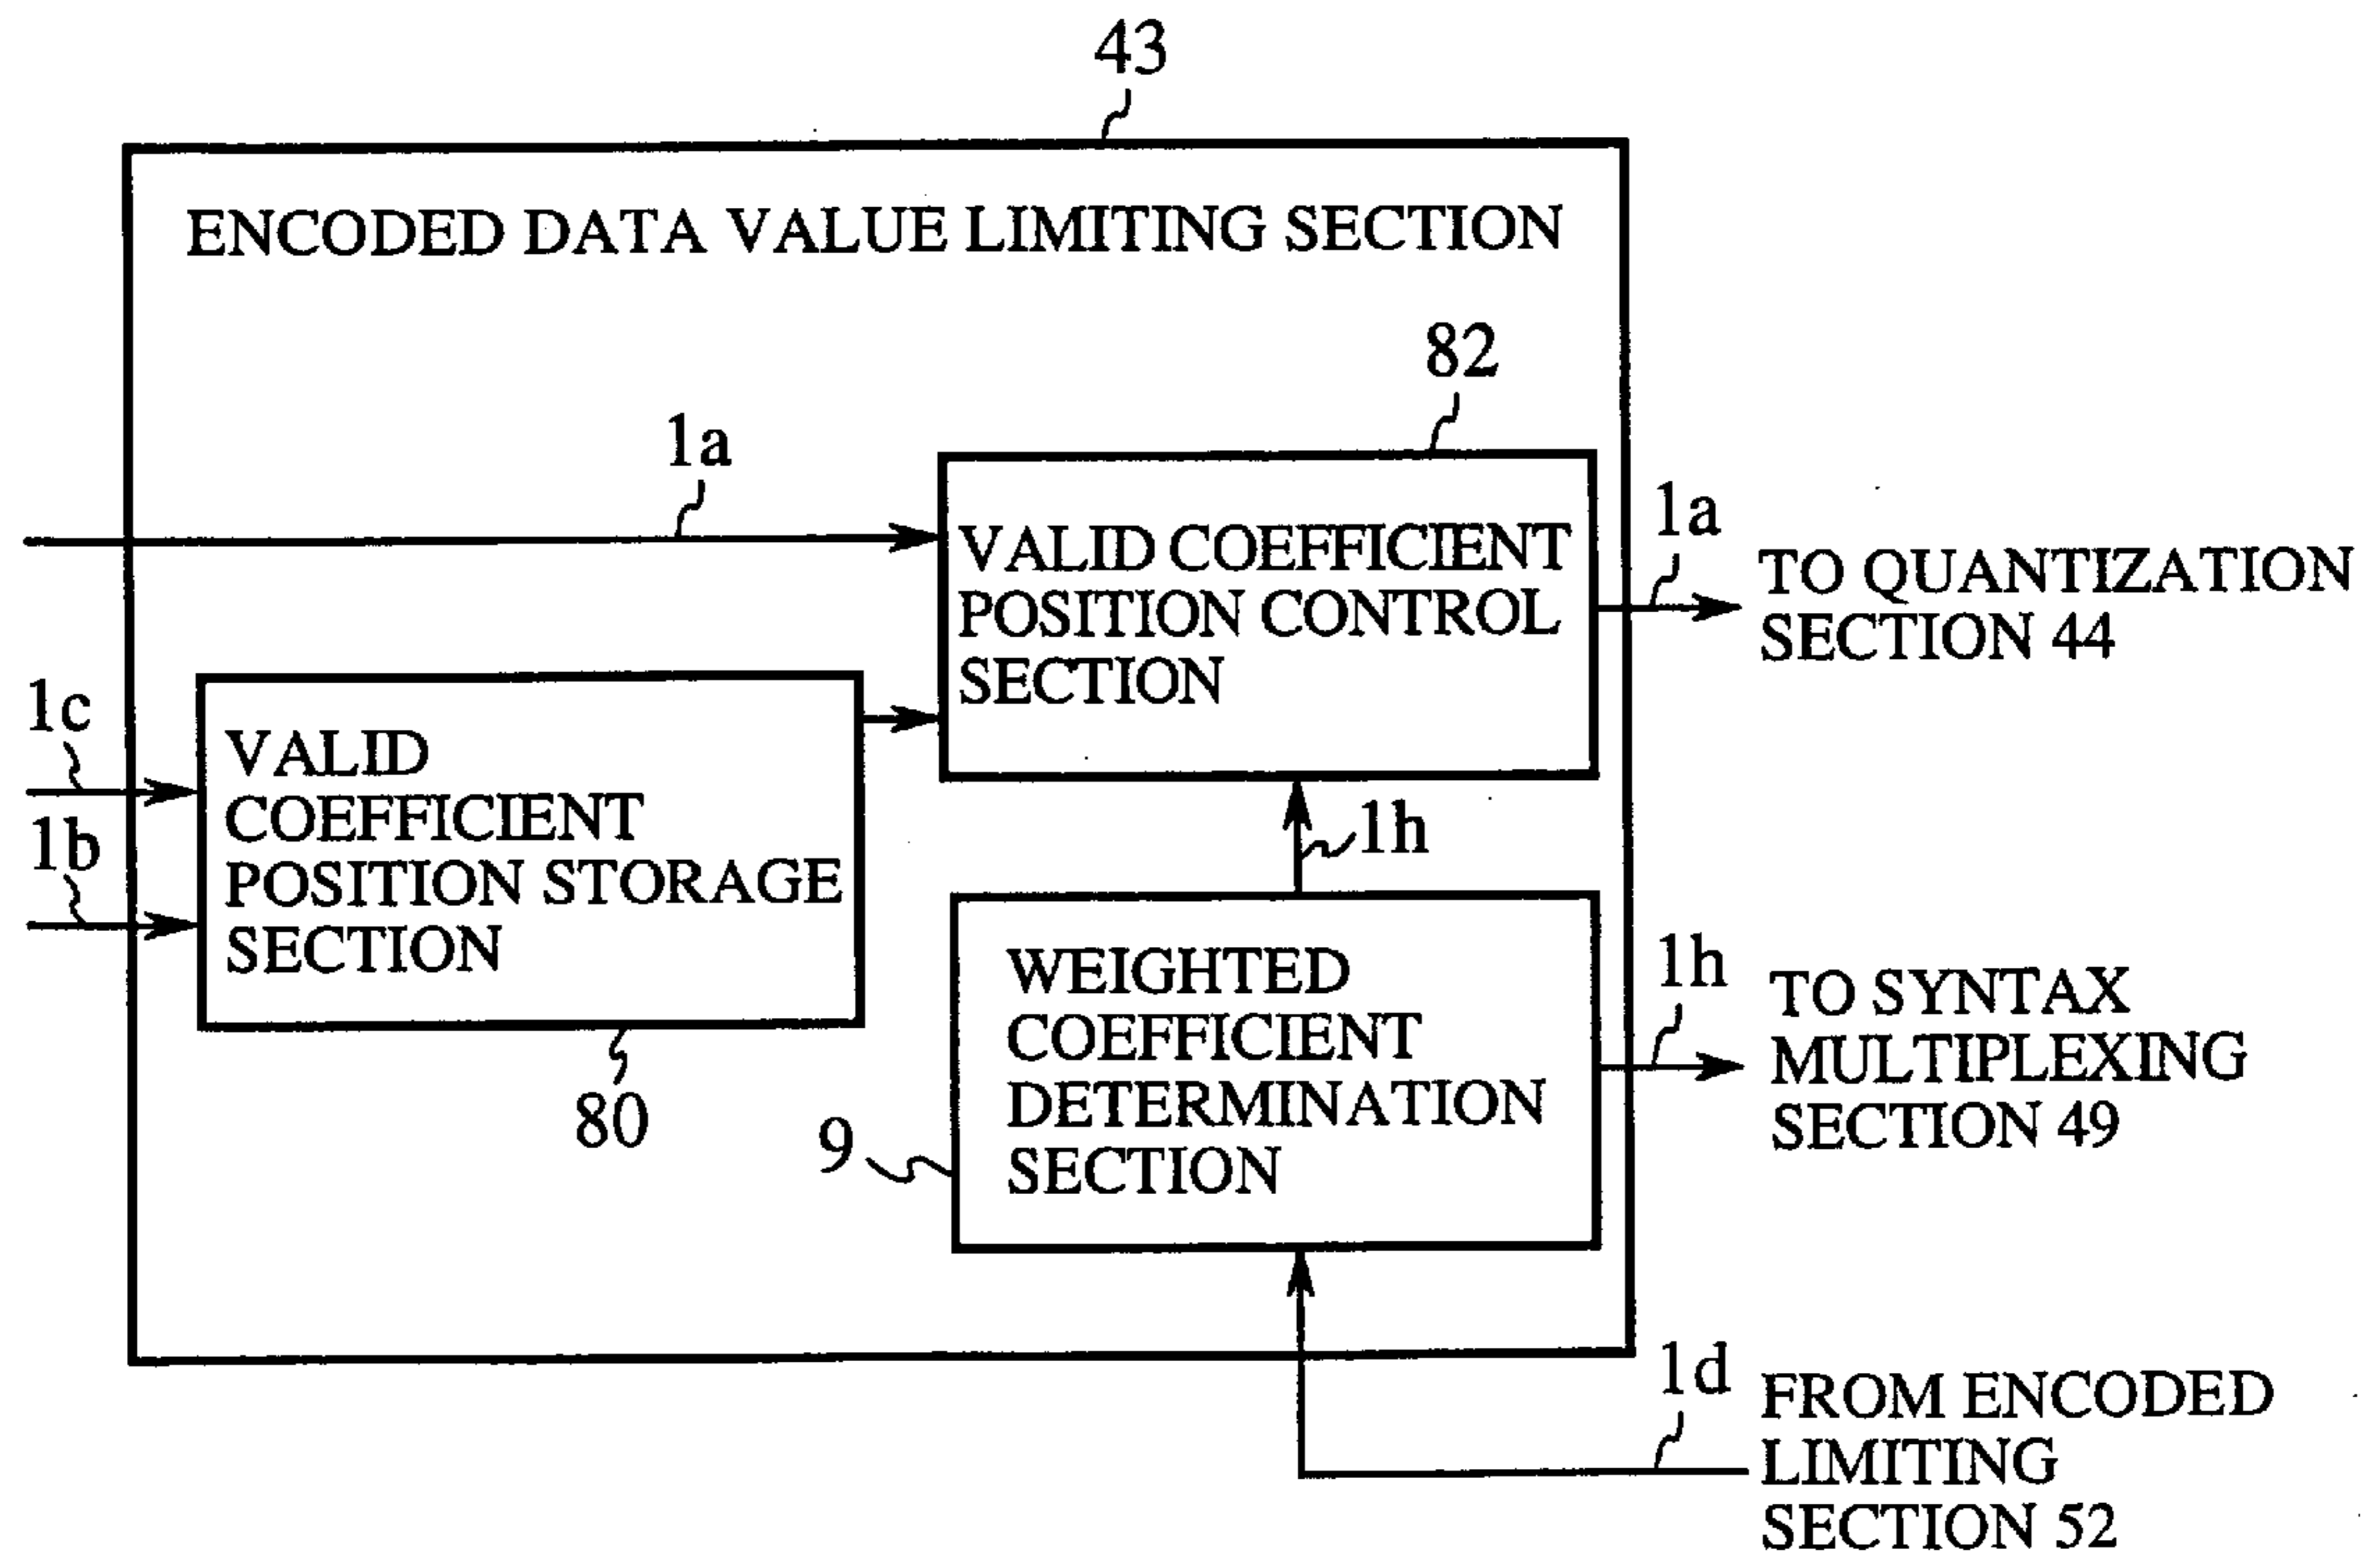 43
ENCODED DATA VALUE LIMITING SECTION
82
1a
VALID COEFFICIENT
POSITION CONTROL
SECTION
1a
TO QUANTIZATION
SECTION 44
1c
1b
VALID
COEFFICIENT
POSITION STORAGE
SECTION
80
1h
9
WEIGHTED
COEFFICIENT
DETERMINATION
SECTION
1h
TO SYNTAX
MULTIPLEXING
SECTION 49
1d
FROM ENCODED
LIMITING
SECTION 52